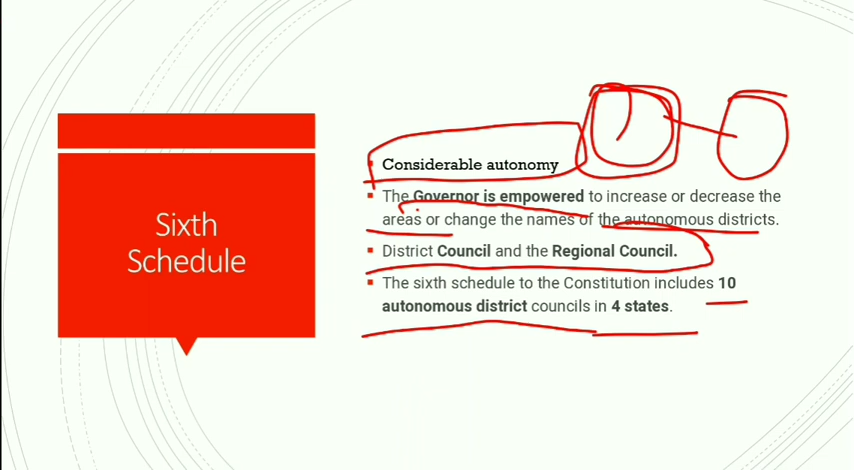 Sixth
Schedule
Considerable autonomy
The Governor is empowered to increase or decrease the
areas or change the names of the autonomous districts.
District Council and the Regional Council.
The sixth schedule to the Constitution includes 10
autonomous district councils in 4 states.